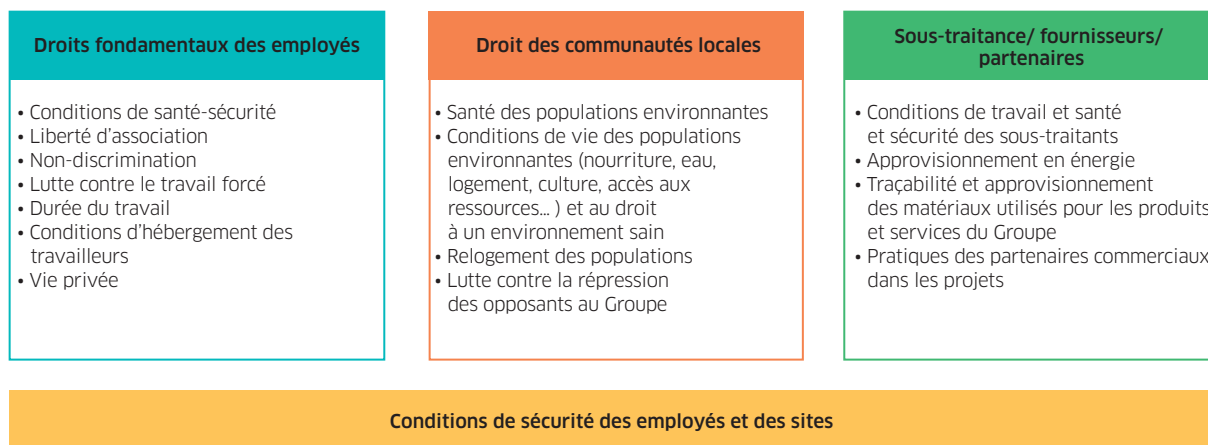 Droits fondamentaux des employés
• Conditions de santé-sécurité
• Liberté d'association
• Non-discrimination
• Lutte contre le travail forcé
• Durée du travail
• Conditions d'hébergement des
travailleurs
• Vie privée
Droit des communautés locales
• Santé des populations environnantes
• Conditions de vie des populations
environnantes (nourriture, eau,
logement, culture, accès aux
ressources... ) et au droit
à un environnement sain
• Relogement des populations
• Lutte contre la répression
des opposants au Groupe
Sous-traitance/ fournisseurs/
partenaires
• Conditions de travail et santé
et sécurité des sous-traitants
• Approvisionnement en énergie
• Traçabilité et approvisionnement
des matériaux utilisés pour les produits
et services du Groupe
• Pratiques des partenaires commerciaux
dans les projets
Conditions de sécurité des employés et des sites